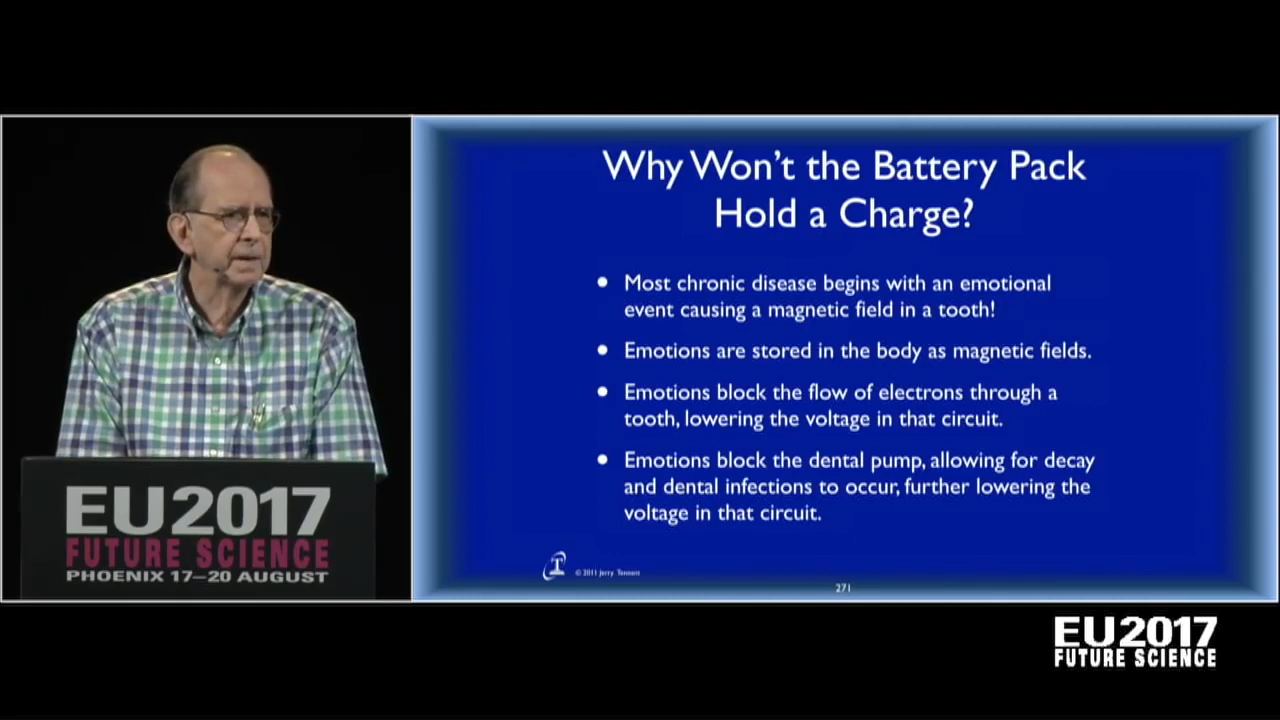 Why Won't the Battery Pack
Hold a Charge?
• Most chronic disease begins with an emotional
event causing a magnetic field in a tooth!
• Emotions are stored in the body as magnetic fields.
• Emotions block the flow of electrons through a
tooth, lowering the voltage in that circuit.
• Emotions block the dental pump, allowing for decay
and dental infections to occur, further lowering the
voltage in that circuit.
T
© 2011 Jerry Tennant
271
EU2017
FUTURE SCIENCE
PHOENIX 17–20 AUGUST
EU2017
FUTURE SCIENCE